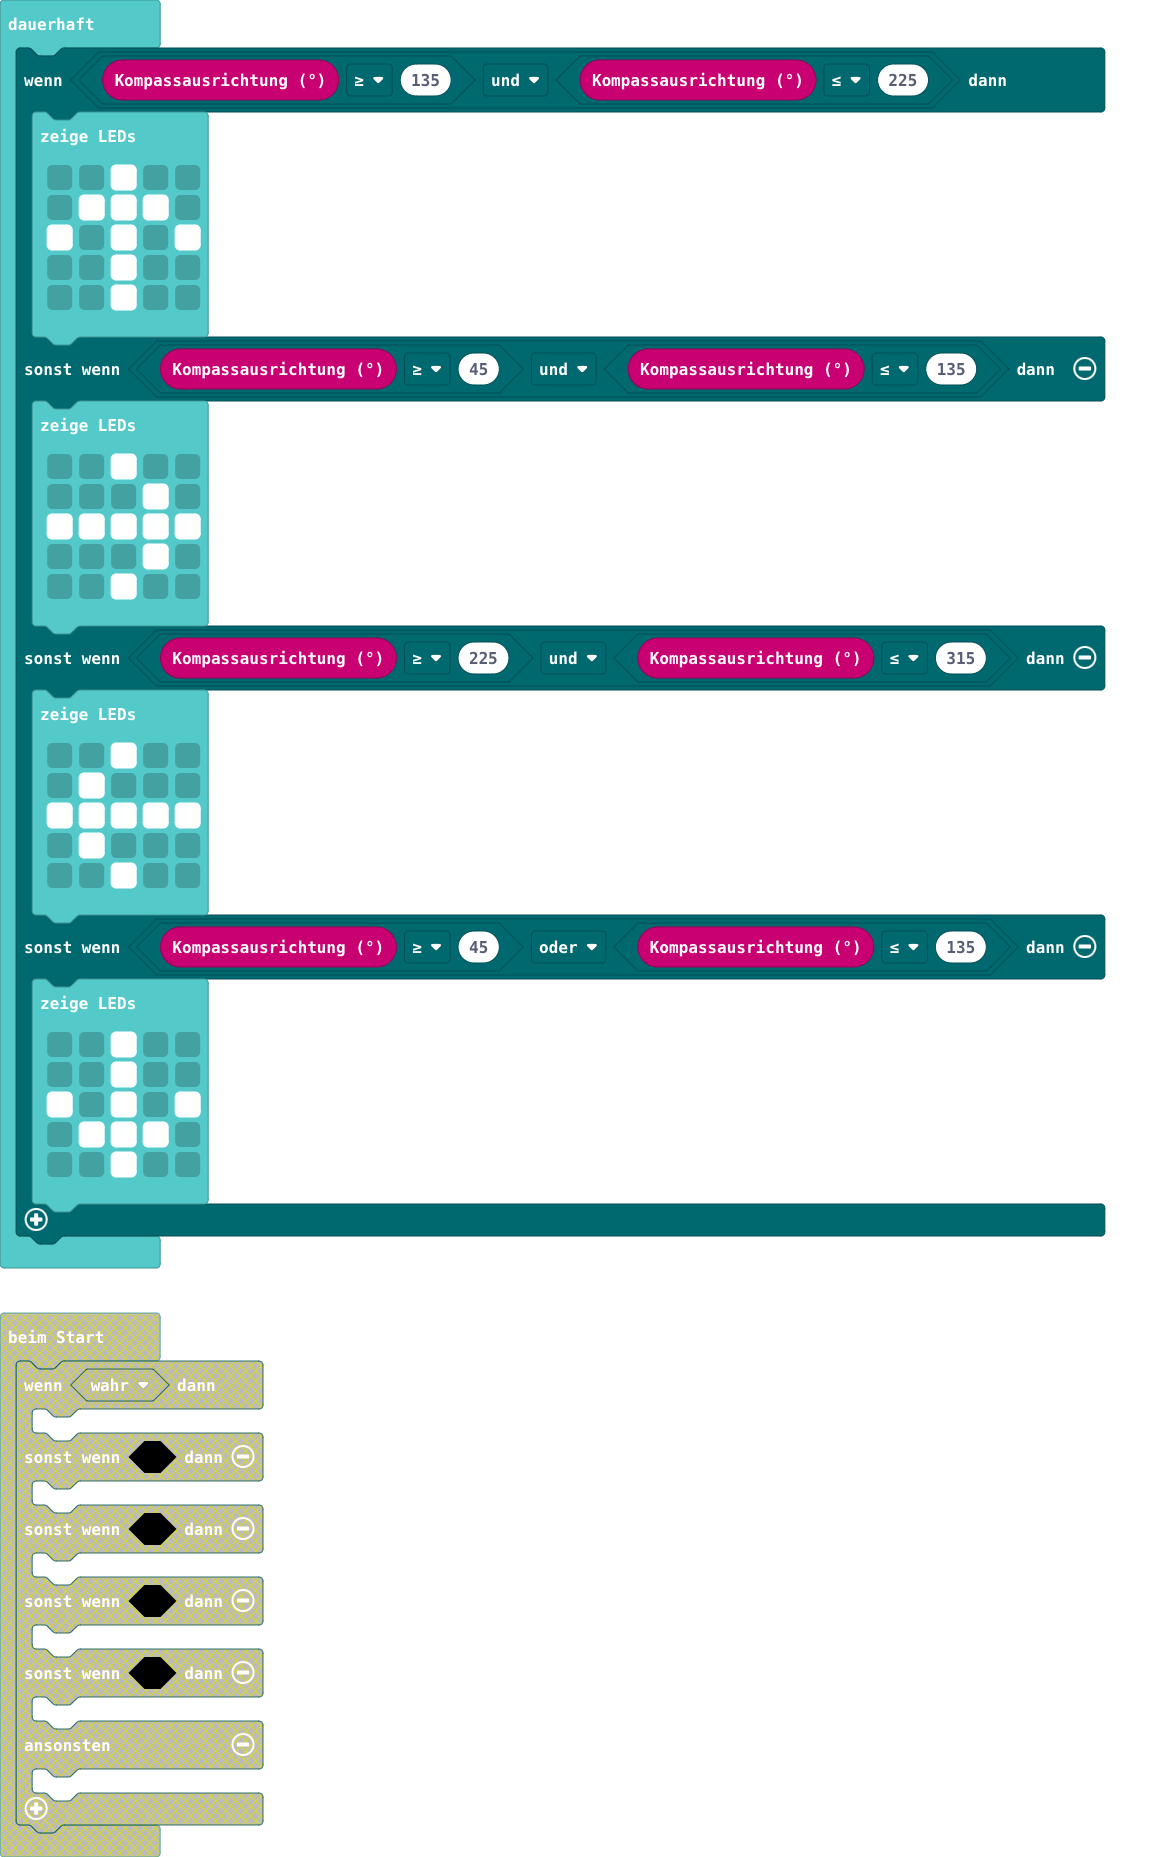 dauerhaft
wenn Kompassausrichtung (°) ≥ 135 und Kompassausrichtung (°) ≤ 225 dann
zeige LEDs
sonst wenn Kompassausrichtung (°) ≥ 45 und Kompassausrichtung (°) ≤ 135 dann
zeige LEDs
sonst wenn Kompassausrichtung (°) ≥ 225 und Kompassausrichtung (°) ≤ 315 dann
zeige LEDs
sonst wenn Kompassausrichtung (°) ≥ 45 oder Kompassausrichtung (°) ≤ 135 dann
zeige LEDs
beim Start
wenn wahr dann
sonst wenn dann
sonst wenn dann
sonst wenn dann
sonst wenn dann
ansonsten